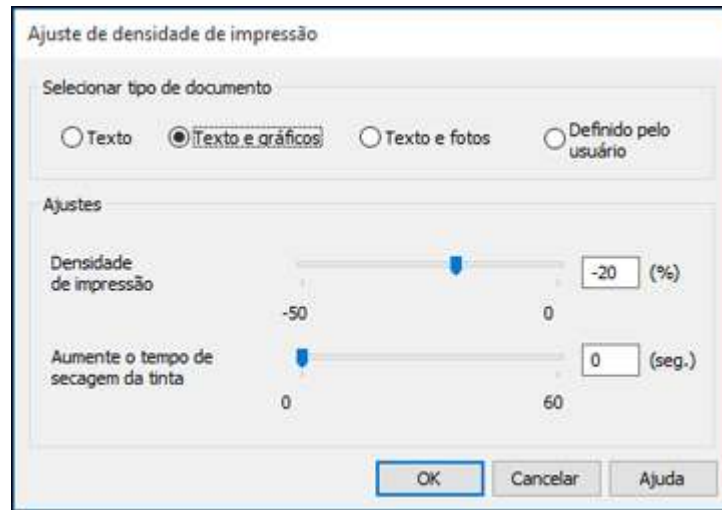 Ajuste de densidade de impressão
Selecionar tipo de documento
Texto
Texto e gráficos
Texto e fotos
Definido pelo
usuário
Ajustes
Densidade
de impressão
-20 (%)
-50 0
Aumente o tempo de
secagem da tinta
0 (seg.)
0 60
OK Cancelar Ajuda